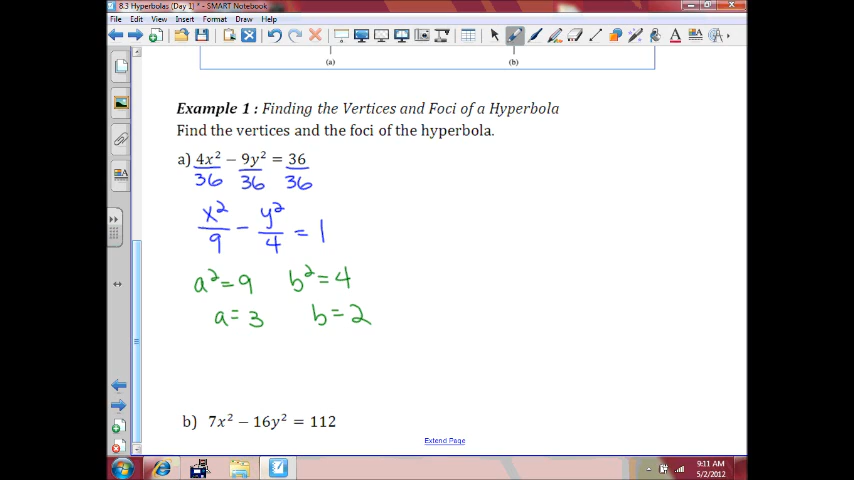 8.3 Hyperbolas (Day 1) * - SMART Notebook
File Edit View Insert Format Tools Draw Help
(a) (b)
Example 1 : Finding the Vertices and Foci of a Hyperbola
Find the vertices and the foci of the hyperbola.
a) 4x² − 9y² = 36
36 36 36
x²/9 − y²/4 = 1
a² = 9 b² = 4
a = 3 b = 2
b) 7x² − 16y² = 112
Extend Page
9:11 AM
5/2/2012